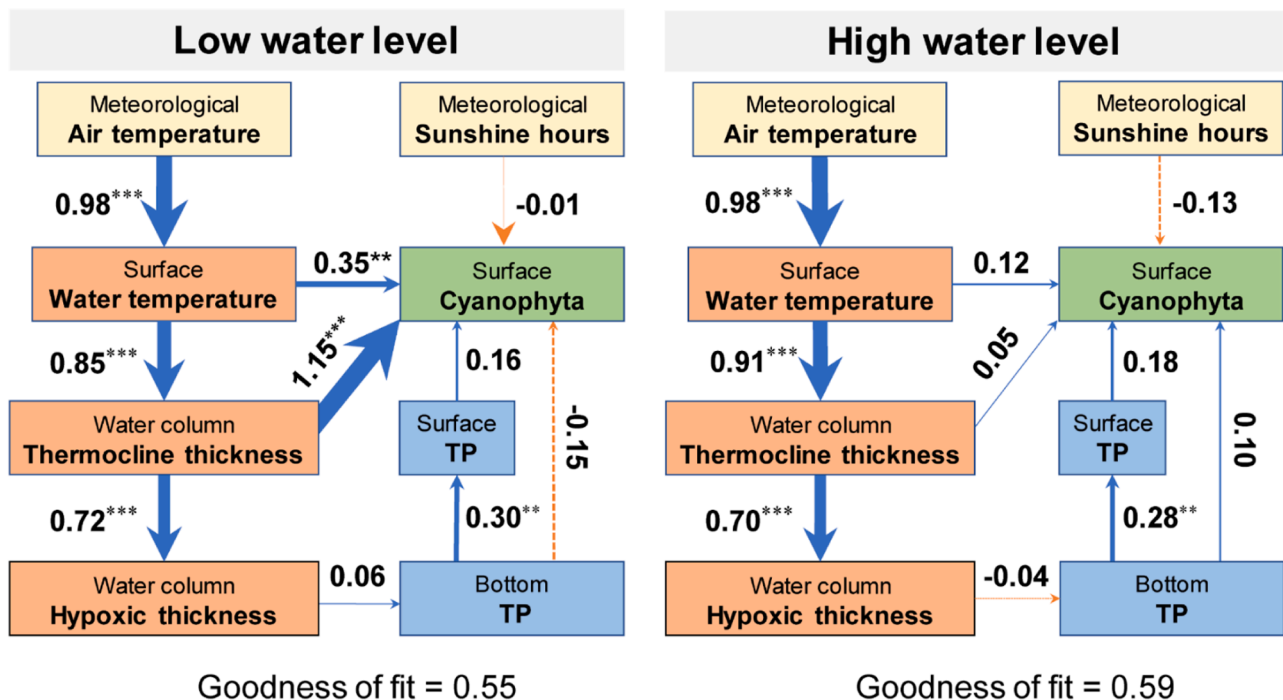 Low water level
Meteorological
Air temperature
Meteorological
Sunshine hours
0.98***
-0.01
Surface
Water temperature
0.35**
Surface
Cyanophyta
0.85***
1.15***
0.16
-0.15
Water column
Thermocline thickness
Surface
TP
0.72***
0.30**
Water column
Hypoxic thickness
0.06
Bottom
TP
Goodness of fit = 0.55
High water level
Meteorological
Air temperature
Meteorological
Sunshine hours
0.98***
-0.13
Surface
Water temperature
0.12
Surface
Cyanophyta
0.91***
0.05
0.18
0.10
Water column
Thermocline thickness
Surface
TP
0.70***
0.28**
Water column
Hypoxic thickness
-0.04
Bottom
TP
Goodness of fit = 0.59